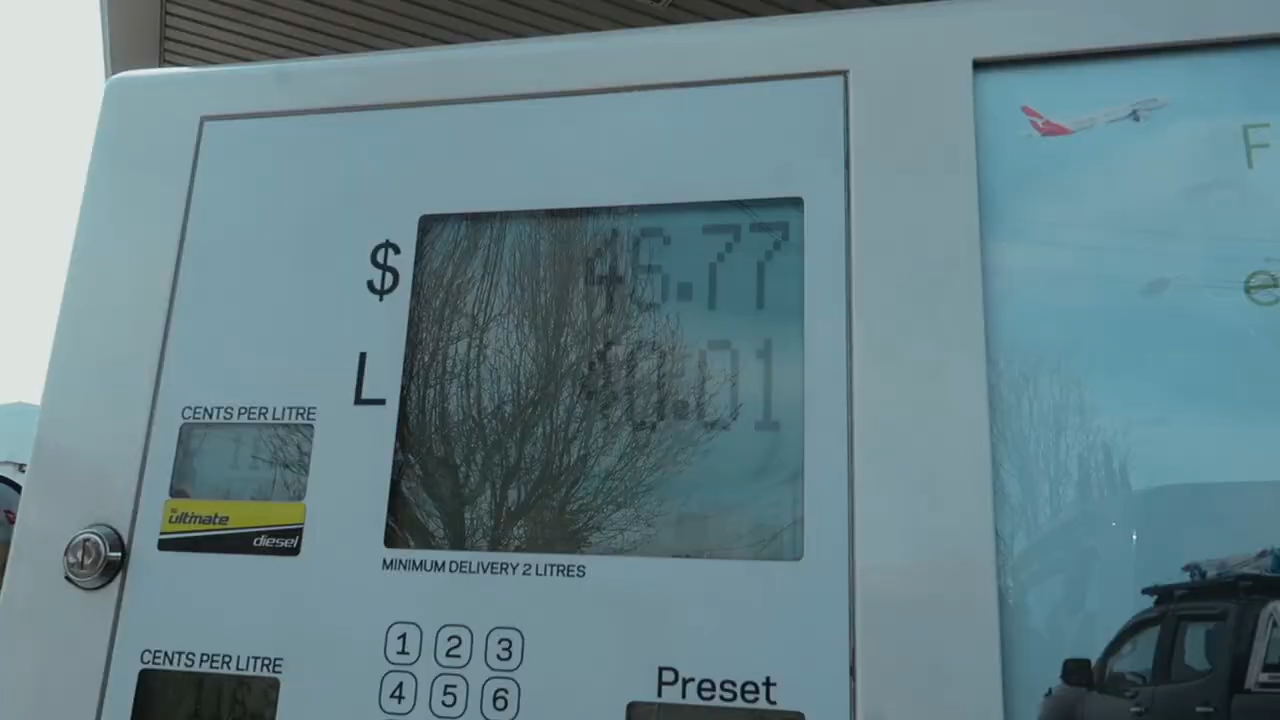 $ 46.77
L 40.01
CENTS PER LITRE
ultimate
diesel
MINIMUM DELIVERY 2 LITRES
1 2 3
CENTS PER LITRE
4 5 6
Preset
F
e